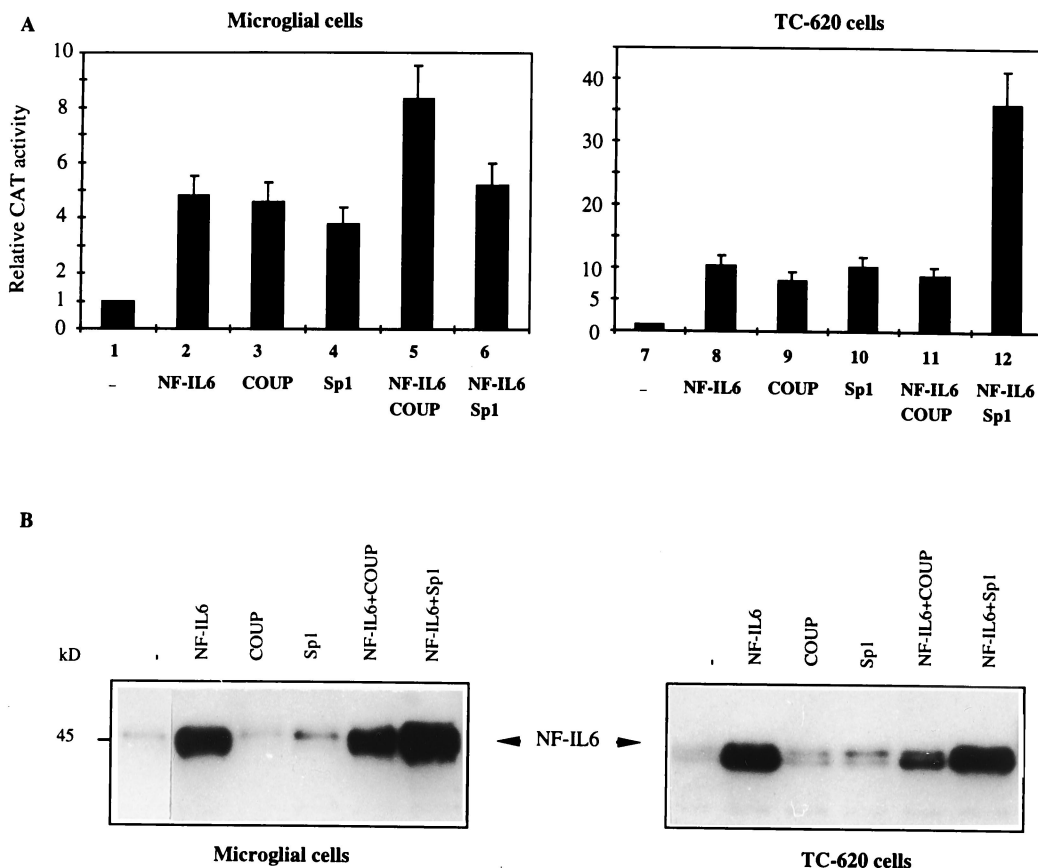 A
Microglial cells
Relative CAT activity
10
8
6
4
2
1
0
1 2 3 4 5 6
– NF-IL6 COUP Sp1 NF-IL6 NF-IL6
COUP Sp1
TC-620 cells
40
35
30
25
20
15
10
5
0
7 8 9 10 11 12
– NF-IL6 COUP Sp1 NF-IL6 NF-IL6
COUP Sp1
B
kD
45
-
NF-IL6
COUP
Sp1
NF-IL6+COUP
NF-IL6+Sp1
Microglial cells
NF-IL6
-
NF-IL6
COUP
Sp1
NF-IL6+COUP
NF-IL6+Sp1
TC-620 cells